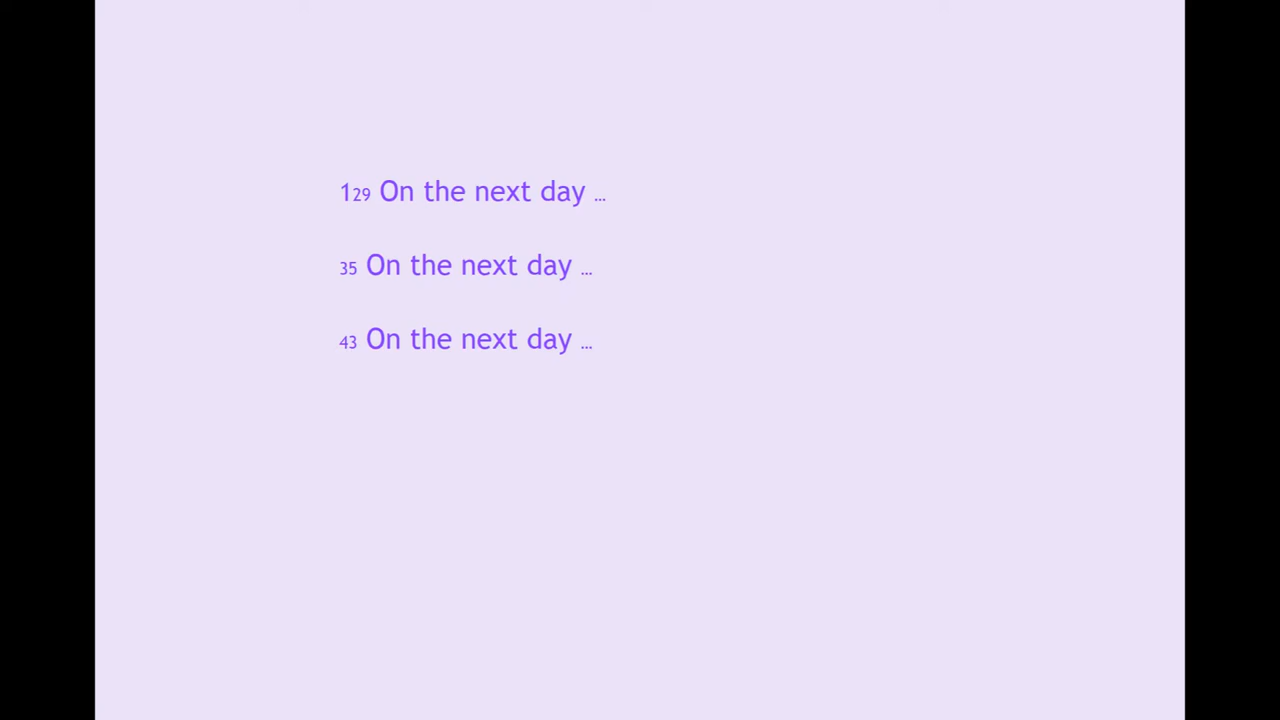 129 On the next day ...
35 On the next day ...
43 On the next day ...